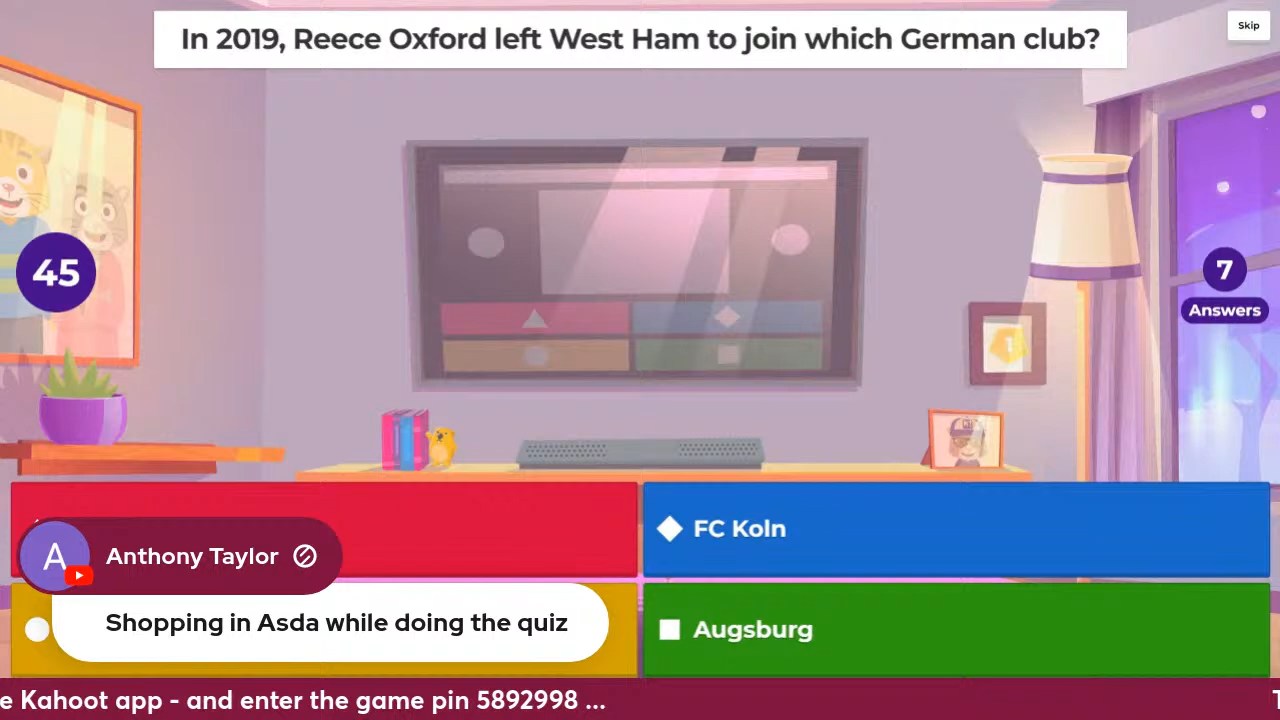 In 2019, Reece Oxford left West Ham to join which German club?
Skip
45
7
Answers
FC Koln
A
Anthony Taylor
Shopping in Asda while doing the quiz
Augsburg
e Kahoot app - and enter the game pin 5892998 ...